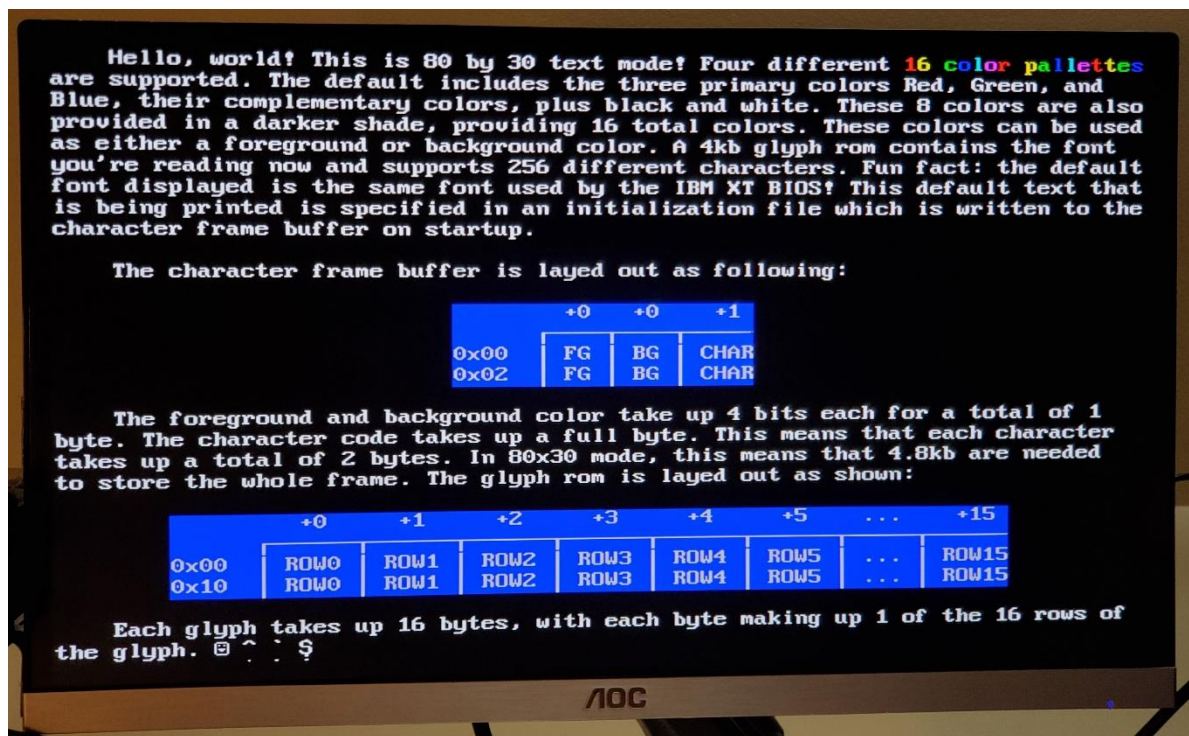 Hello, world! This is 80 by 30 text mode! Four different 16 color pallettes
are supported. The default includes the three primary colors Red, Green, and
Blue, their complementary colors, plus black and white. These 8 colors are also
provided in a darker shade, providing 16 total colors. These colors can be used
as either a foreground or background color. A 4kb glyph rom contains the font
you're reading now and supports 256 different characters. Fun fact: the default
font displayed is the same font used by the IBM XT BIOS! This default text that
is being printed is specified in an initialization file which is written to the
character frame buffer on startup.
The character frame buffer is layed out as following:
+0 +0 +1
0x00 FG BG CHAR
0x02 FG BG CHAR
The foreground and background color take up 4 bits each for a total of 1
byte. The character code takes up a full byte. This means that each character
takes up a total of 2 bytes. In 80x30 mode, this means that 4.8kb are needed
to store the whole frame. The glyph rom is layed out as shown:
+0 +1 +2 +3 +4 +5 ... +15
0x00 ROW0 ROW1 ROW2 ROW3 ROW4 ROW5 ... ROW15
0x10 ROW0 ROW1 ROW2 ROW3 ROW4 ROW5 ... ROW15
Each glyph takes up 16 bytes, with each byte making up 1 of the 16 rows of
the glyph.
AOC